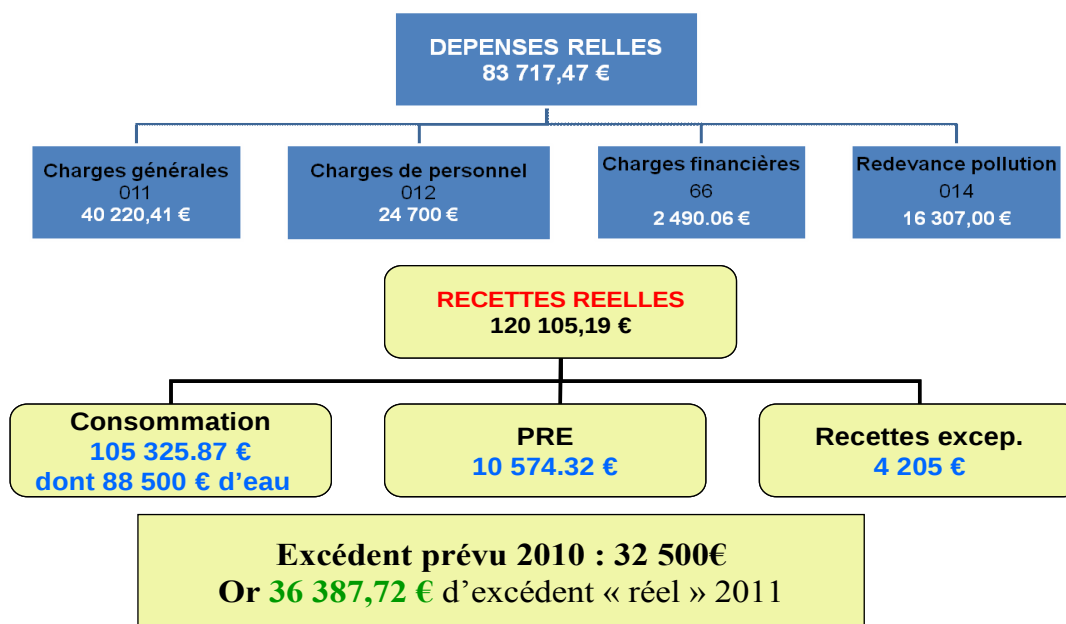 DEPENSES RELLES
83 717,47 €
Charges générales
011
40 220,41 €
Charges de personnel
012
24 700 €
Charges financières
66
2 490.06 €
Redevance pollution
014
16 307,00 €
RECETTES REELLES
120 105,19 €
Consommation
105 325.87 €
dont 88 500 € d’eau
PRE
10 574.32 €
Recettes excep.
4 205 €
Excédent prévu 2010 : 32 500€
Or 36 387,72 € d’excédent « réel » 2011